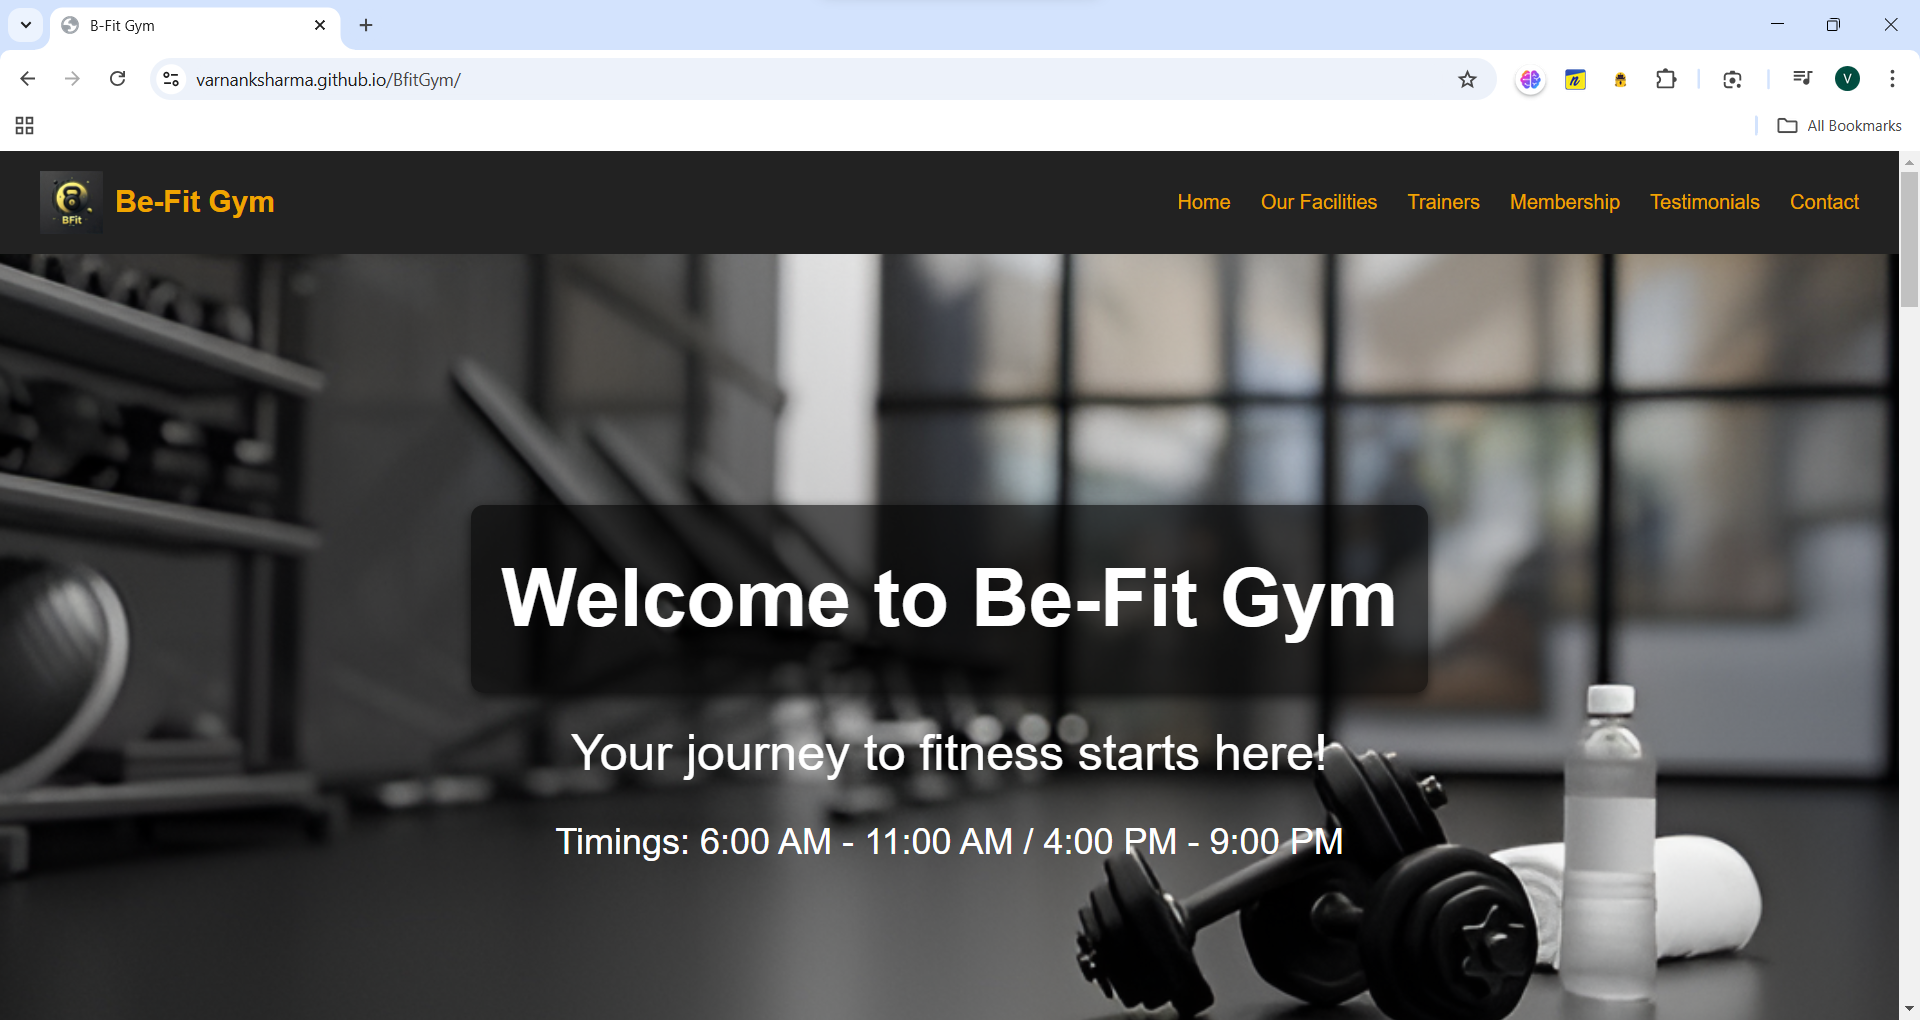 B-Fit Gym
varnanksharma.github.io/BfitGym/
n
V
All Bookmarks
BFit
Be-Fit Gym
Home Our Facilities Trainers Membership Testimonials Contact
Welcome to Be-Fit Gym
Your journey to fitness starts here!
Timings: 6:00 AM - 11:00 AM / 4:00 PM - 9:00 PM